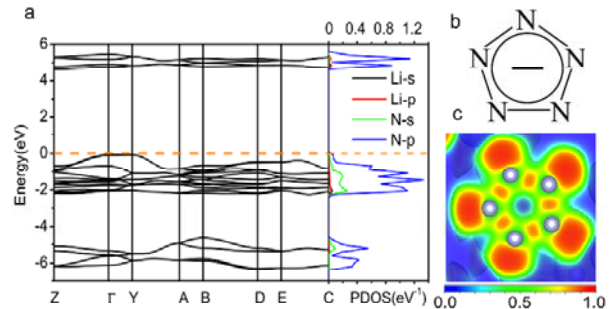 a
Energy(eV)
6
4
2
0
-2
-4
-6
Z Γ Y A B D E C
0 0.4 0.8 1.2
Li-s
Li-p
N-s
N-p
PDOS(eV⁻¹)
b
N
N N
N N
c
0.0 0.5 1.0